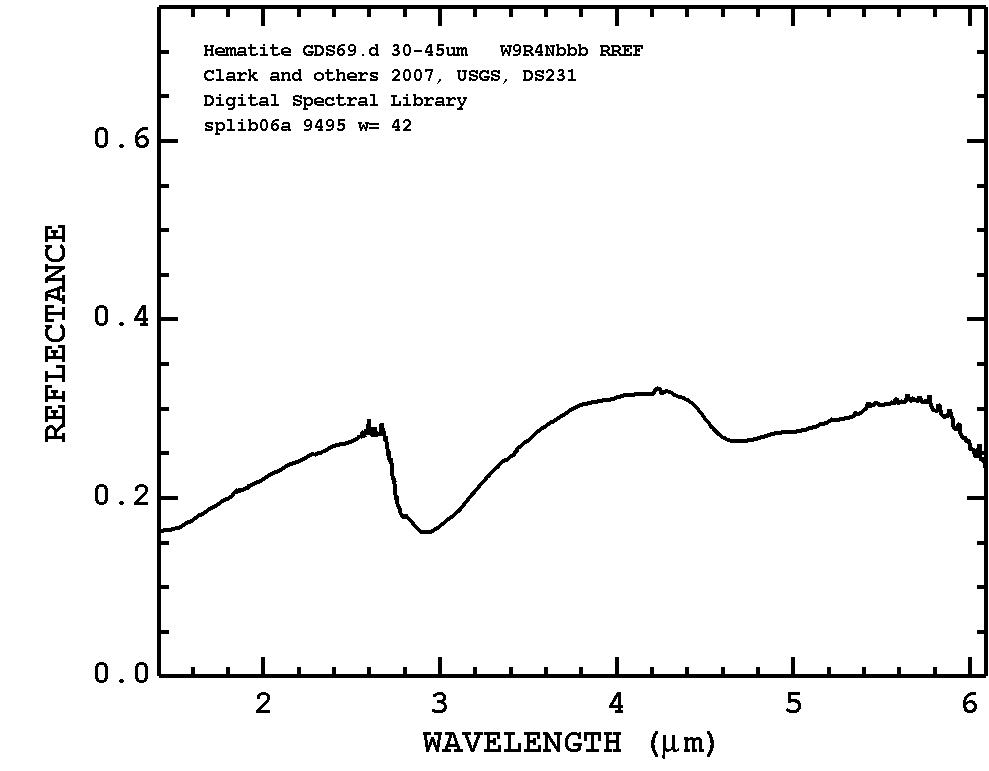 Hematite GDS69.d 30-45um W9R4Nbbb RREF
Clark and others 2007, USGS, DS231
Digital Spectral Library
splib06a 9495 w= 42
0.6
0.4
0.2
0.0
REFLECTANCE
2 3 4 5 6
WAVELENGTH (μm)